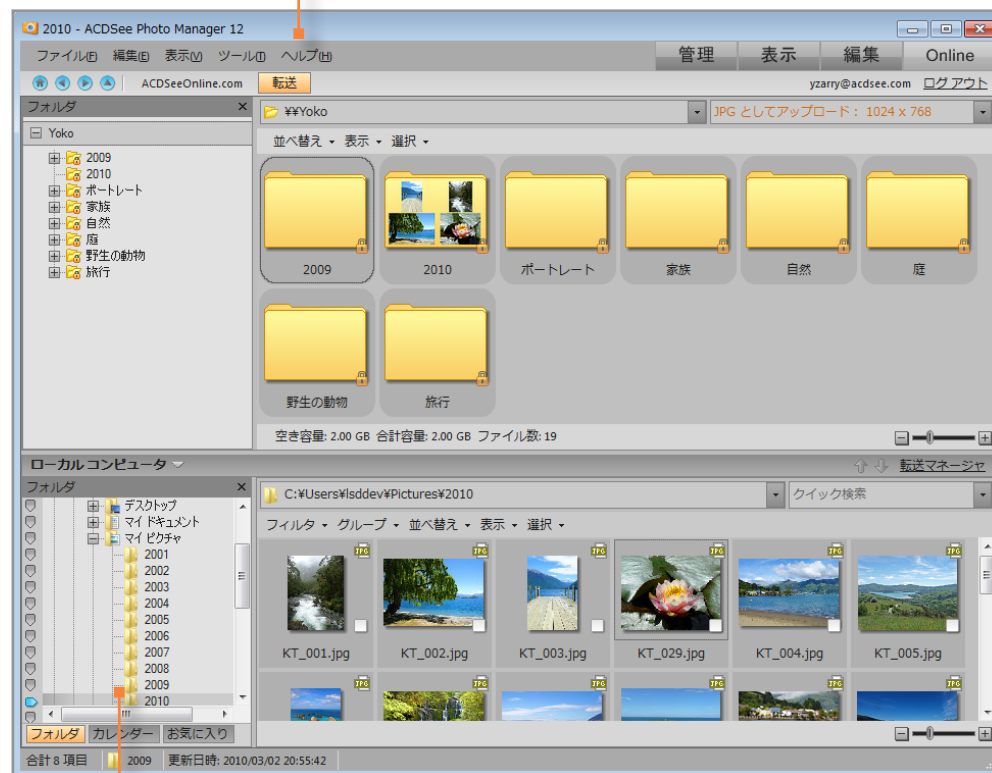 2010 - ACDSee Photo Manager 12
ファイル(F) 編集(E) 表示(V) ツール(T) ヘルプ(H)
管理 表示 編集 Online
ACDSeeOnline.com 転送 yzarry@acdsee.com ログ アウト
フォルダ ×
¥¥Yoko JPG としてアップロード： 1024 x 768
Yoko
並べ替え 表示 選択
2009
2010
ポートレート
家族
自然
庭
野生の動物
旅行
2009 2010 ポートレート 家族 自然 庭
野生の動物 旅行
空き容量: 2.00 GB 合計容量: 2.00 GB ファイル数: 19
ローカル コンピュータ 転送マネージャ
フォルダ ×
C:¥Users¥lsddev¥Pictures¥2010 クイック検索
フィルタ グループ 並べ替え 表示 選択
デスクトップ
マイ ドキュメント
マイ ピクチャ
2001
2002
2003
2004
2005
2006
2007
2008
2009
2010
JPG JPG JPG JPG JPG JPG
KT_001.jpg KT_002.jpg KT_003.jpg KT_029.jpg KT_004.jpg KT_005.jpg
JPG JPG JPG JPG JPG JPG
フォルダ カレンダー お気に入り
合計 8 項目 2009 更新日時: 2010/03/02 20:55:42